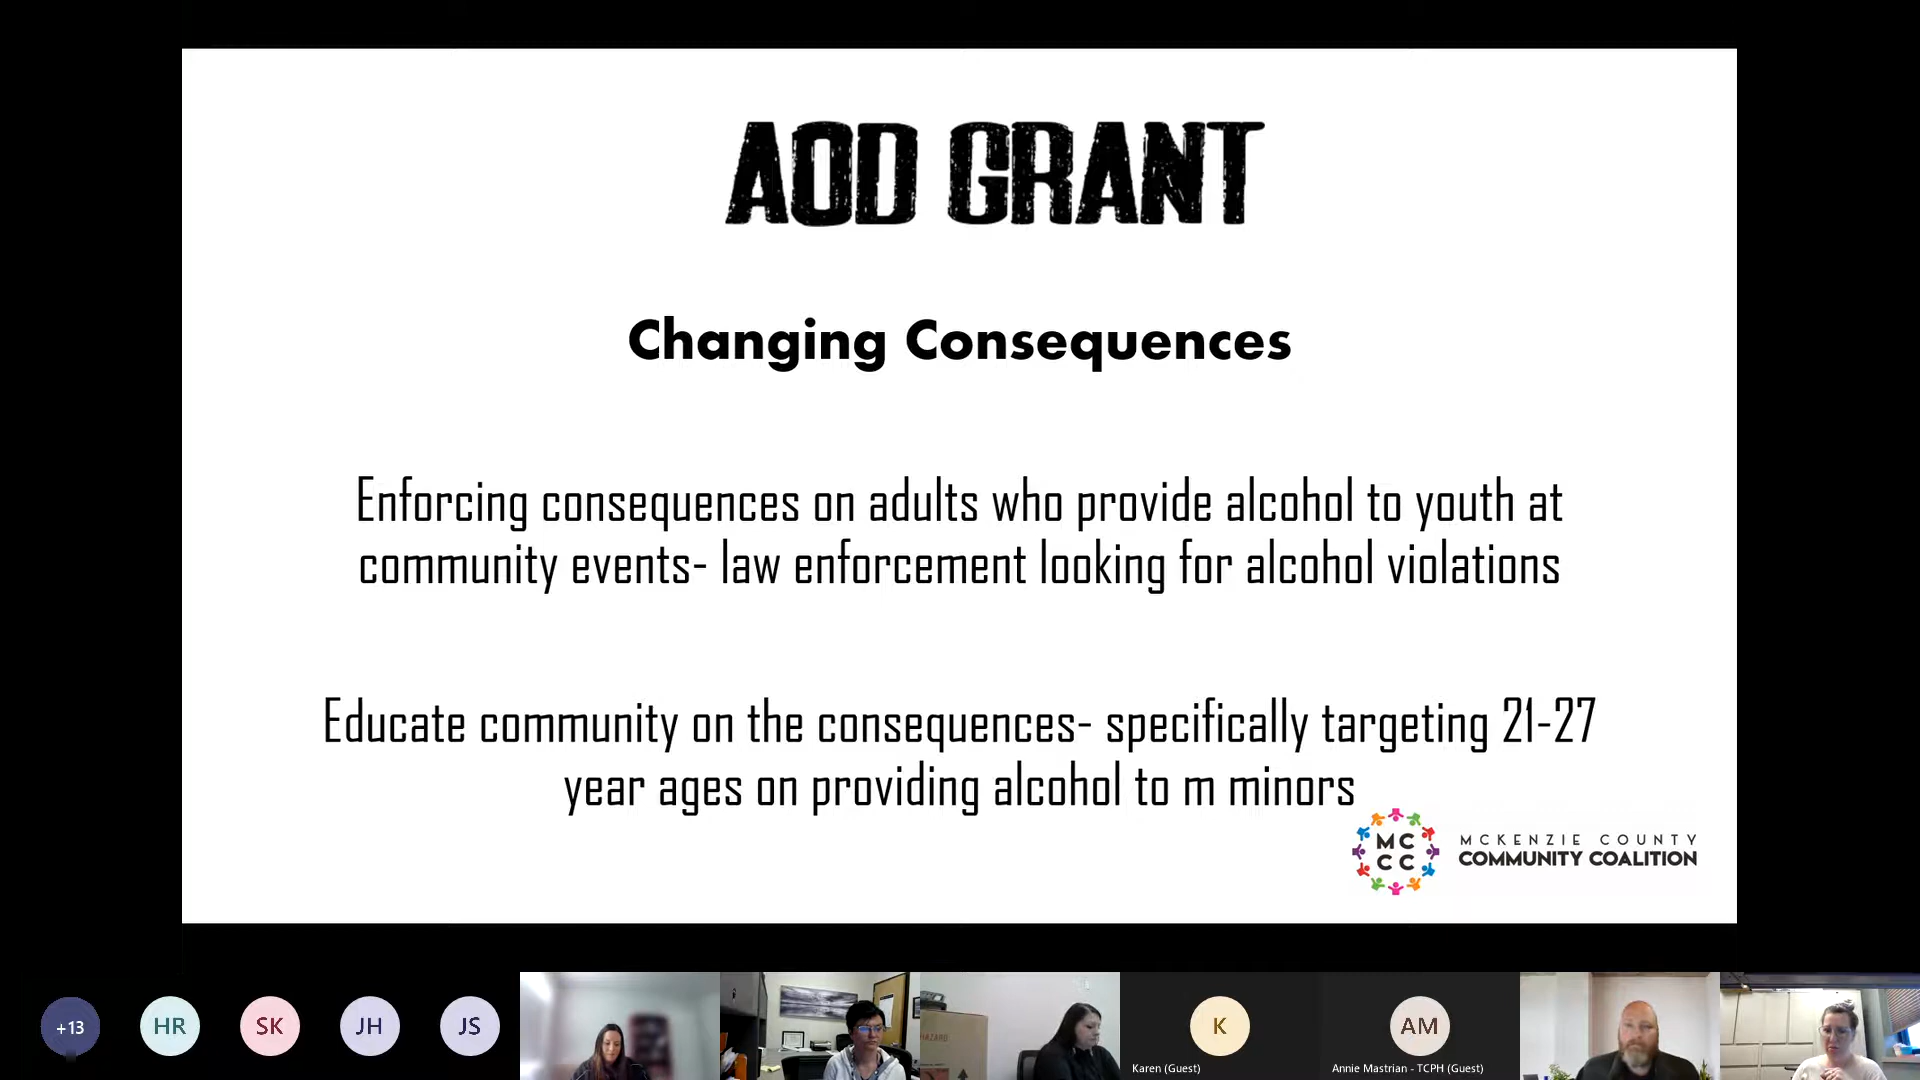 AOD GRANT
Changing Consequences
Enforcing consequences on adults who provide alcohol to youth at
community events- law enforcement looking for alcohol violations
Educate community on the consequences- specifically targeting 21-27
year ages on providing alcohol to m minors
MC
CC
MCKENZIE COUNTY
COMMUNITY COALITION
+13
HR
SK
JH
JS
HAZARD
K
Karen (Guest)
AM
Annie Mastrian - TCPH (Guest)